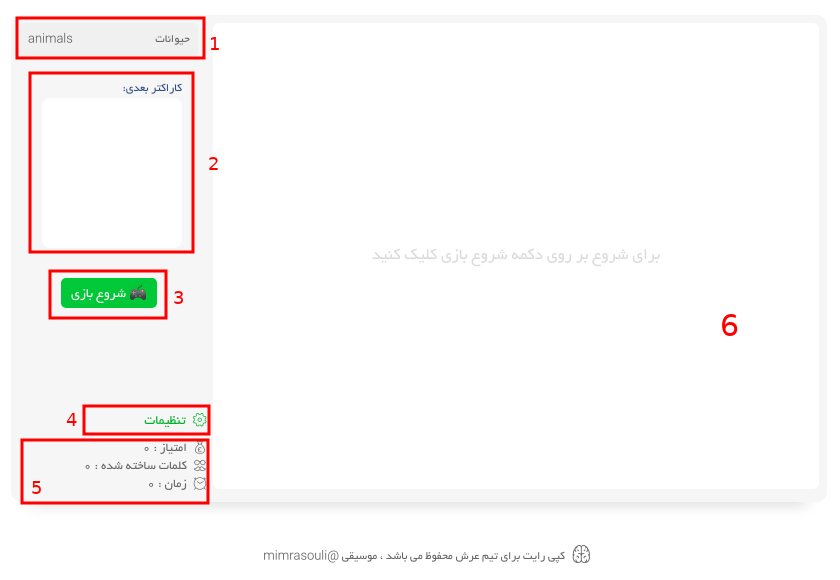 حیوانات animals
1
کاراکتر بعدی:
2
شروع بازی
3
برای شروع بر روی دکمه شروع بازی کلیک کنید
6
تنظیمات
4
امتیاز : ۰
کلمات ساخته شده : ۰
زمان : ۰
5
کپی رایت برای تیم عرش محفوظ می باشد ، موسیقی @mimrasouli